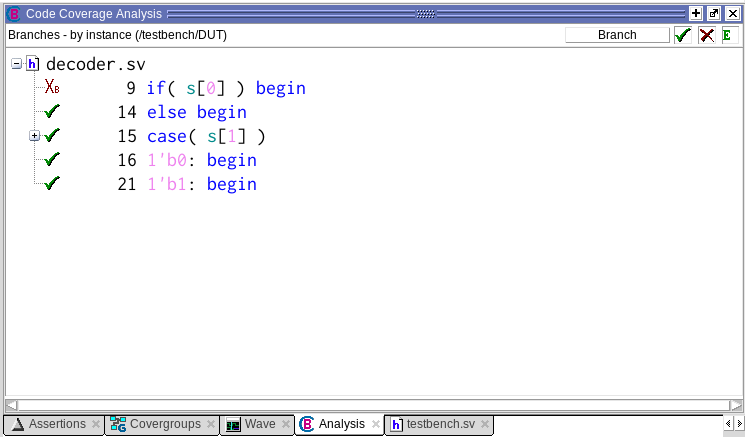 Code Coverage Analysis
Branches - by instance (/testbench/DUT)
Branch
E
decoder.sv
XB 9 if( s[0] ) begin
14 else begin
15 case( s[1] )
16 1'b0: begin
21 1'b1: begin
Assertions
Covergroups
Wave
Analysis
testbench.sv